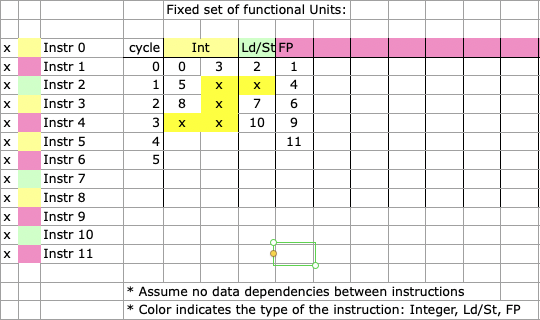 Fixed set of functional Units:
x Instr 0 cycle Int Ld/St FP
x Instr 1 0 0 3 2 1
x Instr 2 1 5 x x 4
x Instr 3 2 8 x 7 6
x Instr 4 3 x x 10 9
x Instr 5 4 11
x Instr 6 5
x Instr 7
x Instr 8
x Instr 9
x Instr 10
x Instr 11
* Assume no data dependencies between instructions
* Color indicates the type of the instruction: Integer, Ld/St, FP